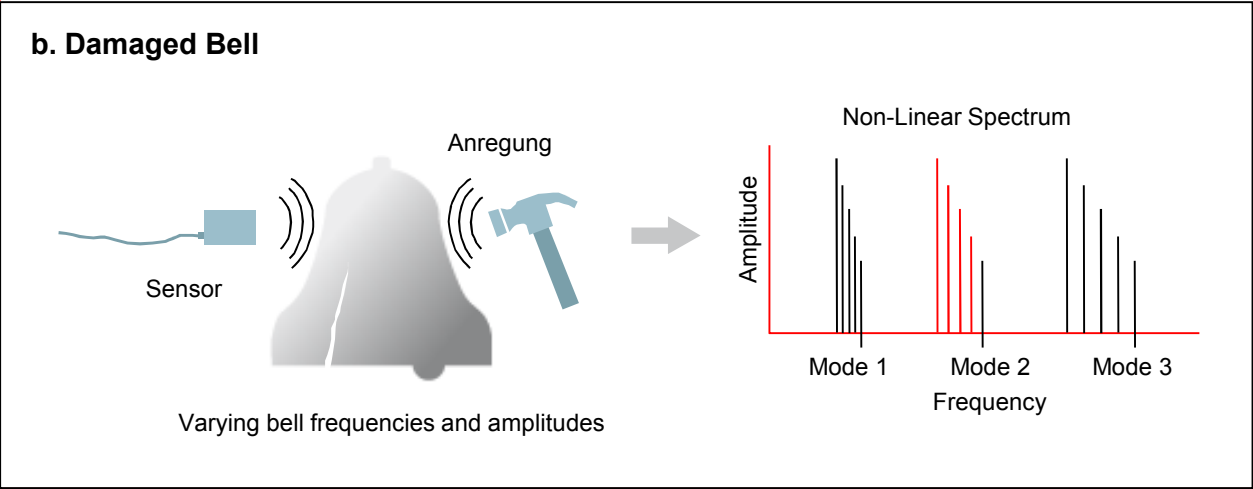 b. Damaged Bell
Anregung
Sensor
Varying bell frequencies and amplitudes
Non-Linear Spectrum
Amplitude
Mode 1
Mode 2
Mode 3
Frequency